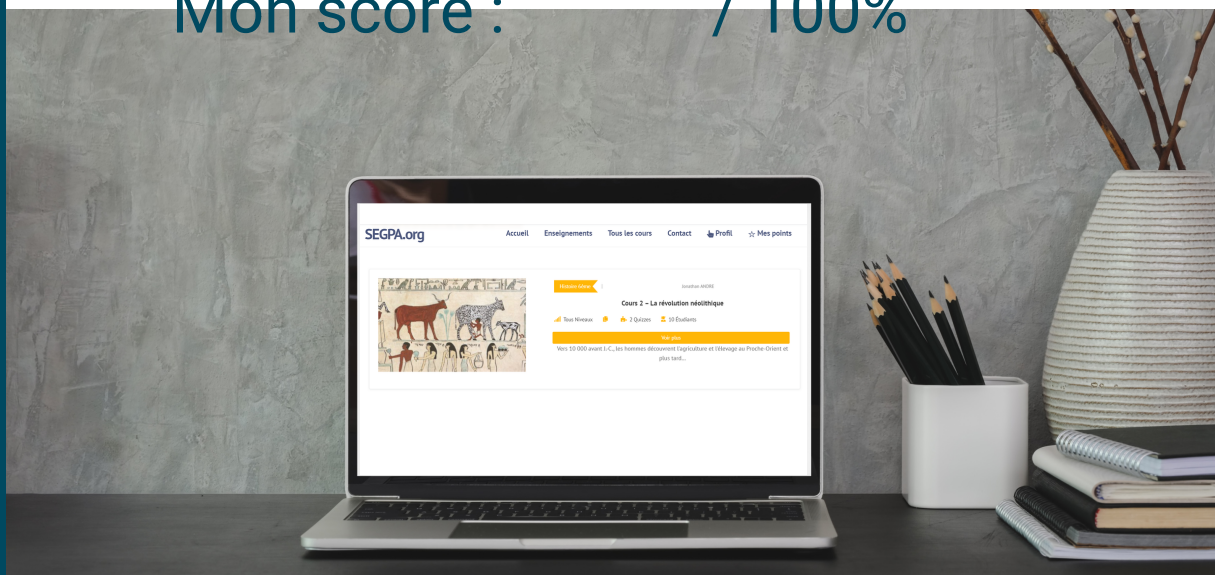 Mon score : / 100%
SEGPA.org Accueil Enseignements Tous les cours Contact Profil Mes points
Histoire 6ème Jonathan ANDRE
Cours 2 – La révolution néolithique
Tous Niveaux 2 Quizzes 10 Étudiants
Voir plus
Vers 10 000 avant J.-C., les hommes découvrent l'agriculture et l'élevage au Proche-Orient et
plus tard...